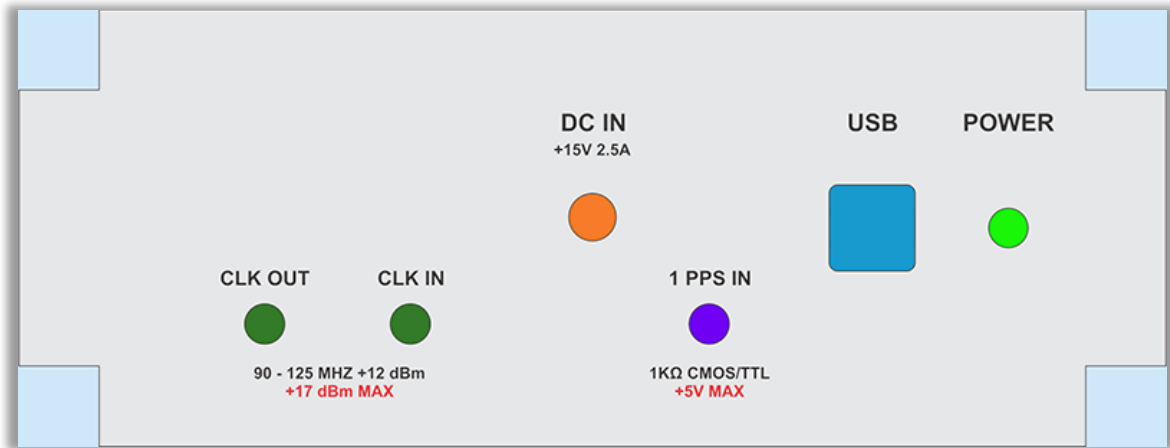 DC IN
+15V 2.5A
USB
POWER
CLK OUT
CLK IN
1 PPS IN
90 - 125 MHZ +12 dBm
+17 dBm MAX
1KΩ CMOS/TTL
+5V MAX